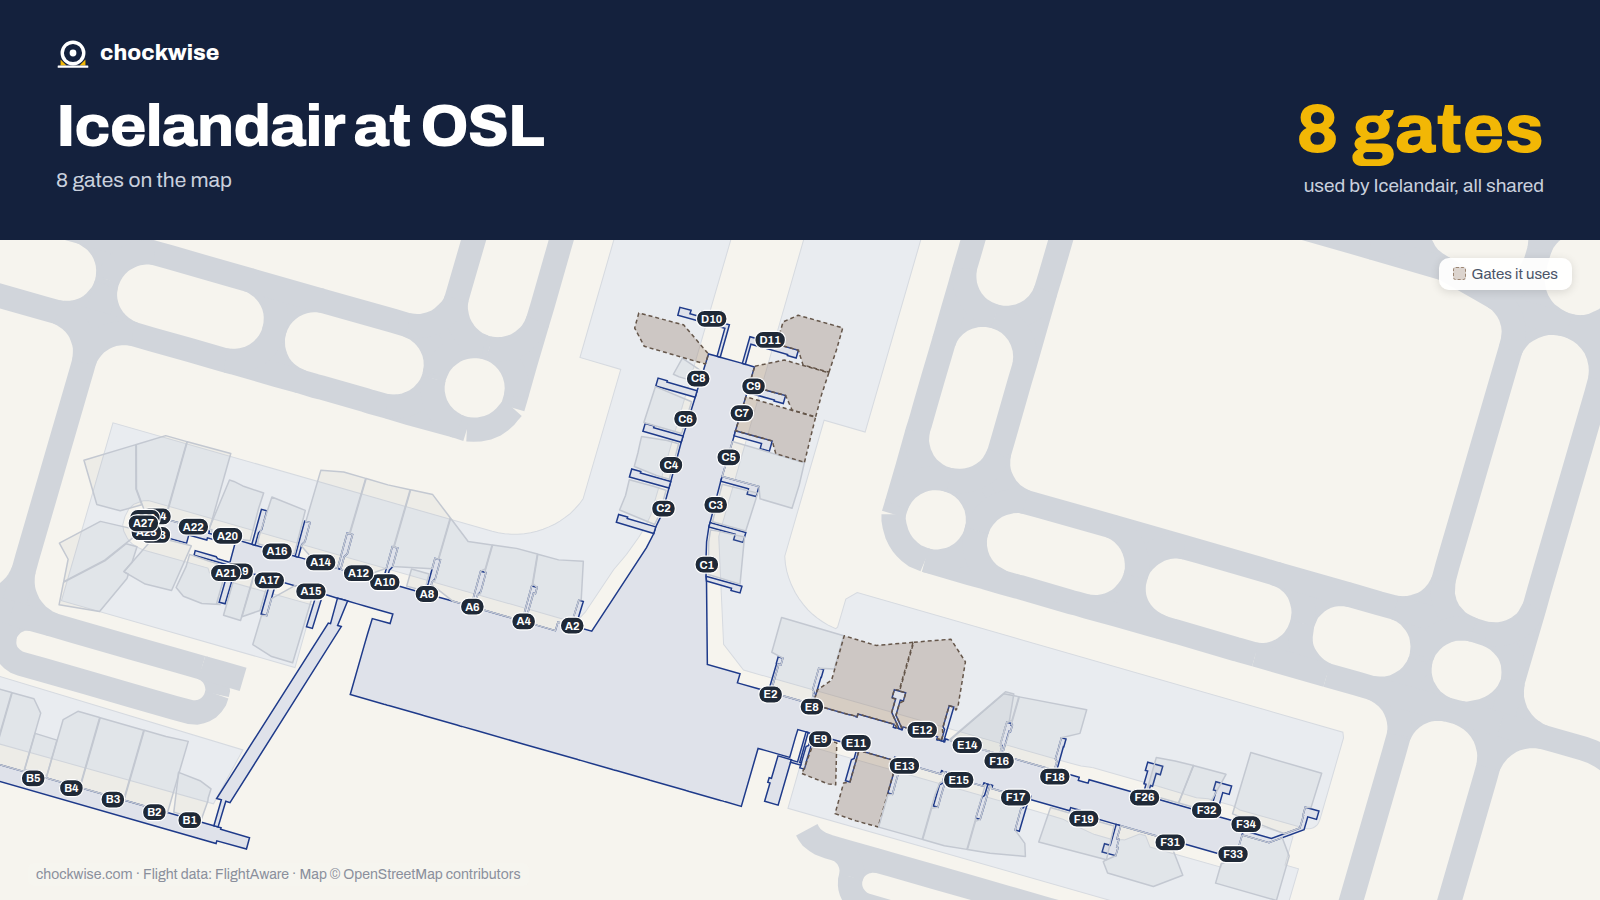 chockwise
Icelandair at OSL
8 gates on the map
8 gates
used by Icelandair, all shared
Gates it uses
D10
D11
C8
C9
C6
C7
C4
C5
C2
C3
C1
A27
A22
A20
A16
A14
A21
A17
A12
A10
A15
A8
A6
A4
A2
E2
E8
E9
E11
E12
E14
E13
E15
F16
F18
F17
F19
F26
F32
F34
F31
F33
B5
B4
B3
B2
B1
chockwise.com · Flight data: FlightAware · Map © OpenStreetMap contributors